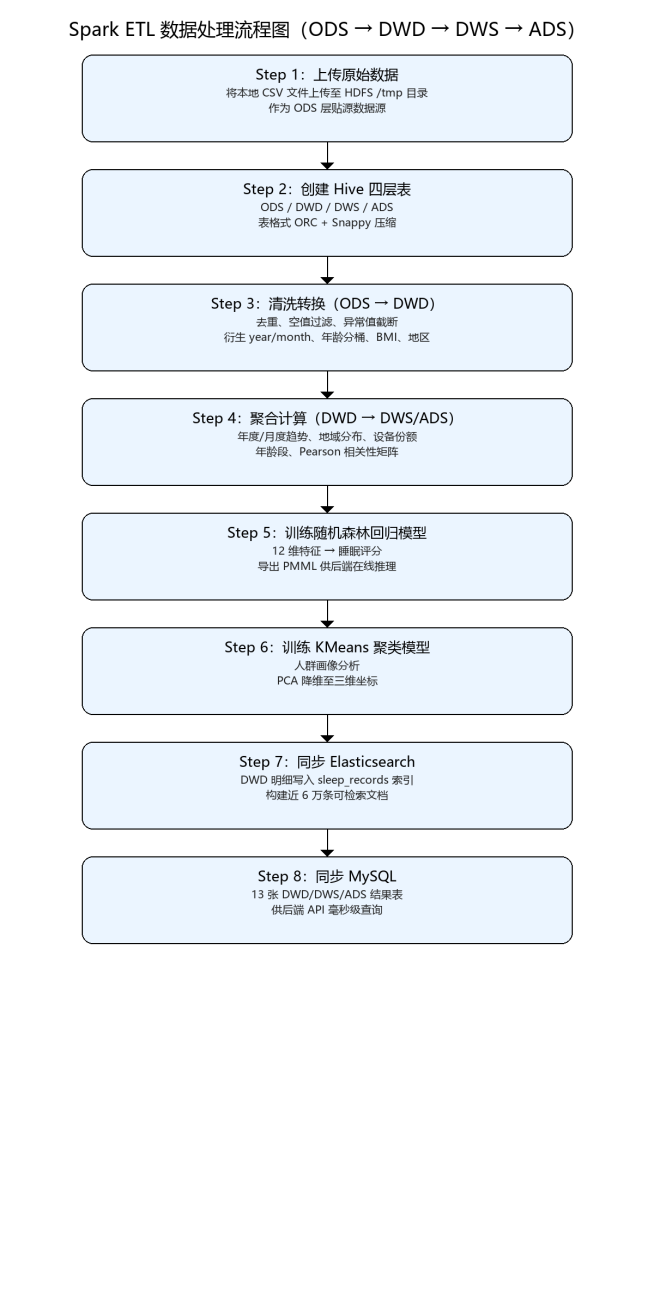 Spark ETL 数据处理流程图（ODS → DWD → DWS → ADS）
Step 1：上传原始数据
将本地 CSV 文件上传至 HDFS /tmp 目录
作为 ODS 层贴源数据源
Step 2：创建 Hive 四层表
ODS / DWD / DWS / ADS
表格式 ORC + Snappy 压缩
Step 3：清洗转换（ODS → DWD）
去重、空值过滤、异常值截断
衍生 year/month、年龄分桶、BMI、地区
Step 4：聚合计算（DWD → DWS/ADS）
年度/月度趋势、地域分布、设备份额
年龄段、Pearson 相关性矩阵
Step 5：训练随机森林回归模型
12 维特征 → 睡眠评分
导出 PMML 供后端在线推理
Step 6：训练 KMeans 聚类模型
人群画像分析
PCA 降维至三维坐标
Step 7：同步 Elasticsearch
DWD 明细写入 sleep_records 索引
构建近 6 万条可检索文档
Step 8：同步 MySQL
13 张 DWD/DWS/ADS 结果表
供后端 API 毫秒级查询